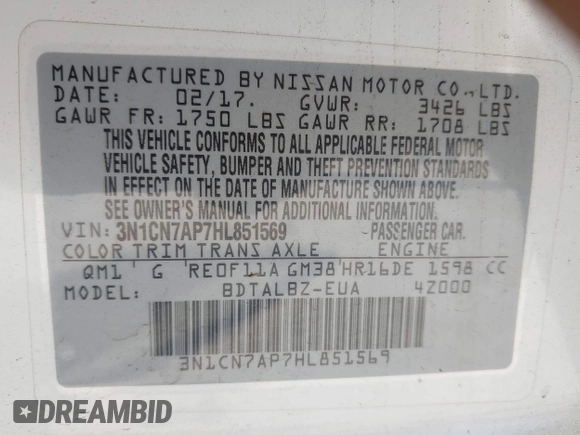 MANUFACTURED BY NISSAN MOTOR CO., LTD.
DATE: 02/17. GVWR: 3426 LBS
GAWR FR: 1750 LBS GAWR RR: 1708 LBS
THIS VEHICLE CONFORMS TO ALL APPLICABLE FEDERAL MOTOR
VEHICLE SAFETY, BUMPER AND THEFT PREVENTION STANDARDS
IN EFFECT ON THE DATE OF MANUFACTURE SHOWN ABOVE.
SEE OWNER'S MANUAL FOR ADDITIONAL INFORMATION.
VIN: 3N1CN7AP7HL851569 PASSENGER CAR.
COLOR TRIM TRANS AXLE ENGINE
QM1 G RE0F11A GM38 HR16DE 1598 CC
MODEL: BDTALBZ-EUA 4Z000
3N1CN7AP7HL851569
DREAMBID